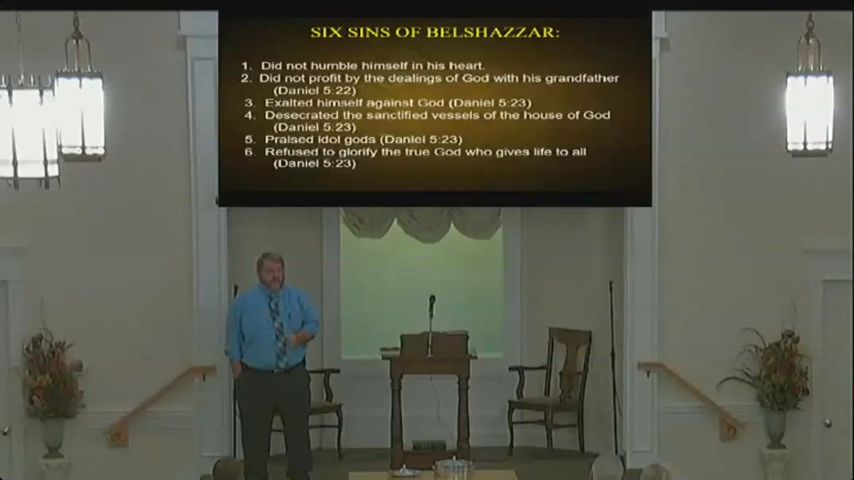 SIX SINS OF BELSHAZZAR:
1. Did not humble himself in his heart.
2. Did not profit by the dealings of God with his grandfather
(Daniel 5:22)
3. Exalted himself against God (Daniel 5:23)
4. Desecrated the sanctified vessels of the house of God
(Daniel 5:23)
5. Praised idol gods (Daniel 5:23)
6. Refused to glorify the true God who gives life to all
(Daniel 5:23)